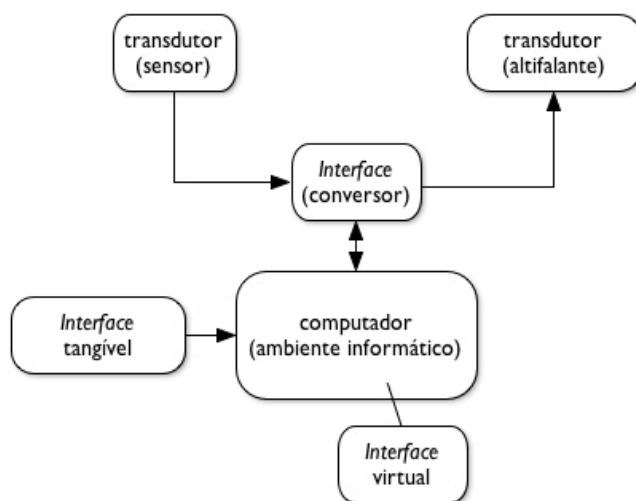 transdutor
(sensor)
transdutor
(altifalante)
Interface
(conversor)
Interface
tangível
computador
(ambiente informático)
Interface
virtual